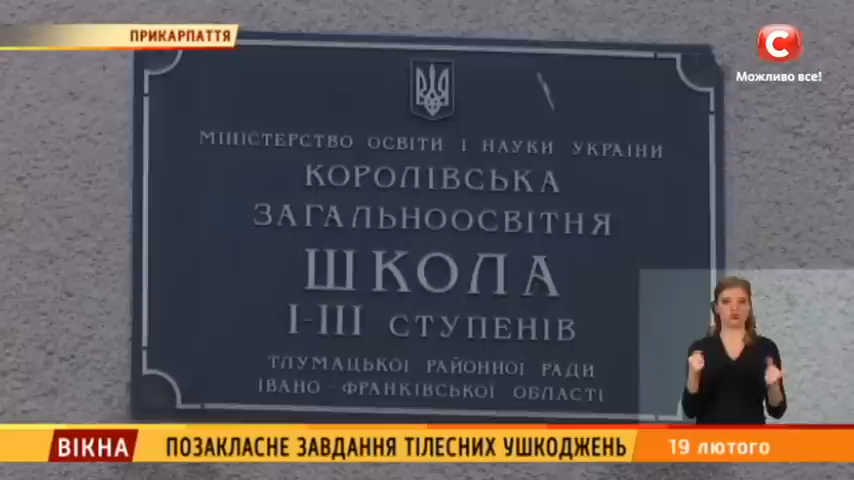 ПРИКАРПАТТЯ
С
Можливо все!
МІНІСТЕРСТВО ОСВІТИ І НАУКИ УКРАЇНИ
КОРОЛІВСЬКА
ЗАГАЛЬНООСВІТНЯ
ШКОЛА
І-ІІІ СТУПЕНІВ
ТЛУМАЦЬКОЇ РАЙОННОЇ РАДИ
ІВАНО-ФРАНКІВСЬКОЇ ОБЛАСТІ
ВІКНА ПОЗАКЛАСНЕ ЗАВДАННЯ ТІЛЕСНИХ УШКОДЖЕНЬ 19 ЛЮТОГО